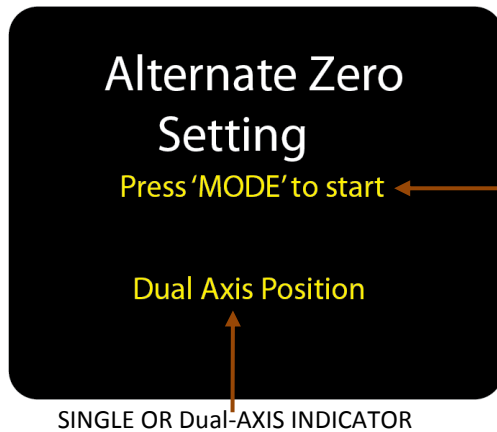 Alternate Zero
Setting
Press 'MODE' to start
Dual Axis Position
SINGLE OR Dual-AXIS INDICATOR